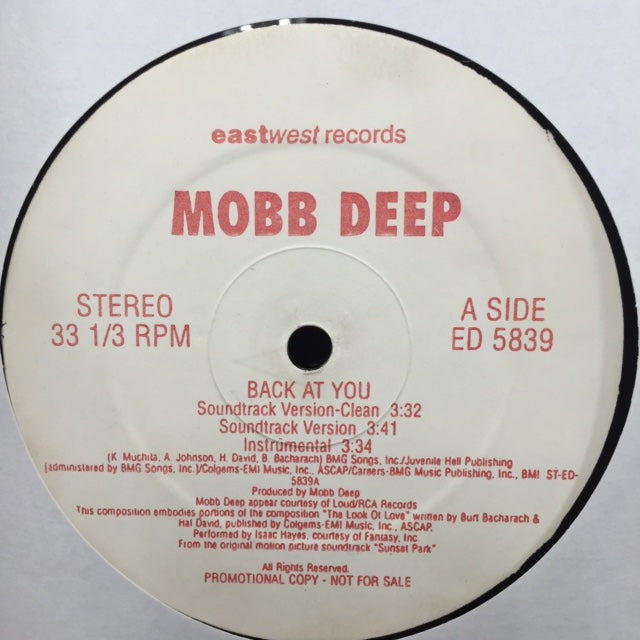 eastwest records
MOBB DEEP
STEREO
33 1/3 RPM
A SIDE
ED 5839
BACK AT YOU
Soundtrack Version-Clean 3:32
Soundtrack Version 3:41
Instrumental 3:34
(K. Muchita, A. Johnson, H. David, B. Bacharach) BMG Songs, Inc./Juvenile Hell Publishing
(administered by BMG Songs, Inc.)/Colgems-EMI Music, Inc., ASCAP/Careers-BMG Music Publishing, Inc., BMI ST-ED-
5839A
Produced by Mobb Deep
Mobb Deep appear courtesy of Loud/RCA Records
This composition embodies portions of the composition "The Look Of Love" written by Burt Bacharach &
Hal David, published by Colgems-EMI Music, Inc., ASCAP.
Performed by Isaac Hayes, courtesy of Fantasy, Inc.
From the original motion picture soundtrack "Sunset Park"
All Rights Reserved.
PROMOTIONAL COPY - NOT FOR SALE